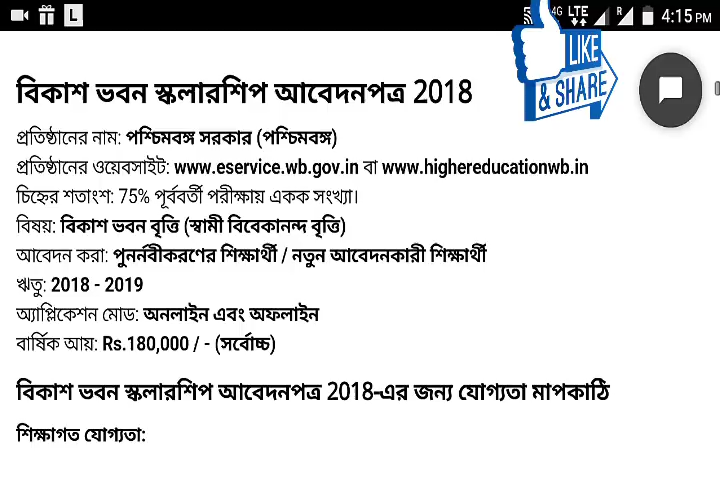 L
4G LTE R 4:15 PM
LIKE
& SHARE
বিকাশ ভবন স্কলারশিপ আবেদনপত্র 2018
প্রতিষ্ঠানের নাম: পশ্চিমবঙ্গ সরকার (পশ্চিমবঙ্গ)
প্রতিষ্ঠানের ওয়েবসাইট: www.eservice.wb.gov.in বা www.highereducationwb.in
চিহ্নের শতাংশ: 75% পূর্ববর্তী পরীক্ষায় একক সংখ্যা।
বিষয়: বিকাশ ভবন বৃত্তি (স্বামী বিবেকানন্দ বৃত্তি)
আবেদন করা: পুনর্নবীকরণের শিক্ষার্থী / নতুন আবেদনকারী শিক্ষার্থী
ঋতু: 2018 - 2019
অ্যাপ্লিকেশন মোড: অনলাইন এবং অফলাইন
বার্ষিক আয়: Rs.180,000 / - (সর্বোচ্চ)
বিকাশ ভবন স্কলারশিপ আবেদনপত্র 2018-এর জন্য যোগ্যতা মাপকাঠি
শিক্ষাগত যোগ্যতা: